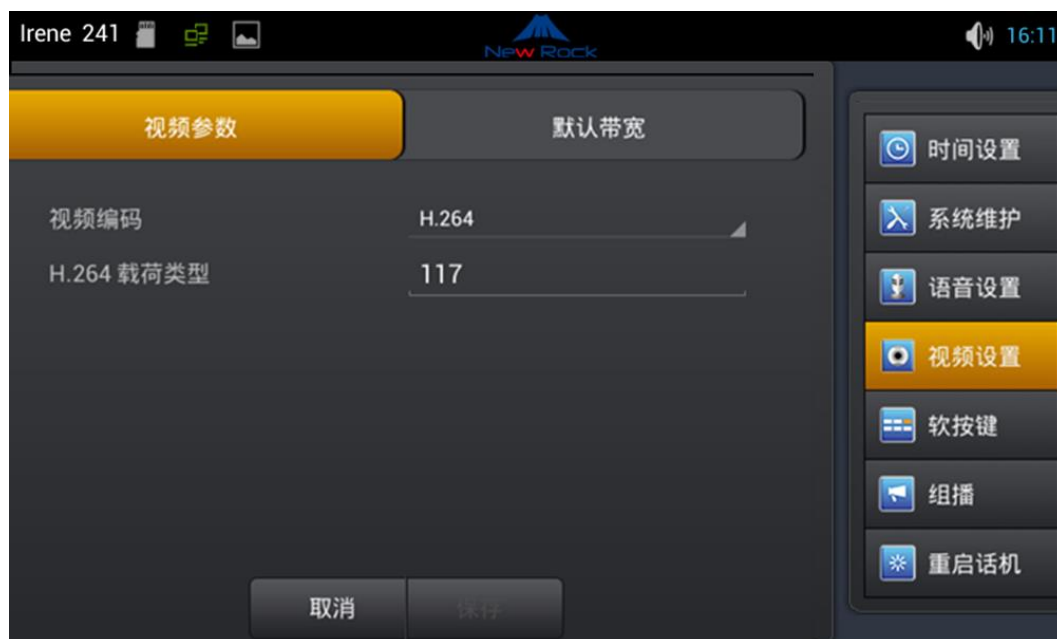 Irene 241
New Rock
16:11
视频参数
默认带宽
视频编码
H.264
H.264 载荷类型
117
取消
保存
时间设置
系统维护
语音设置
视频设置
软按键
组播
重启话机